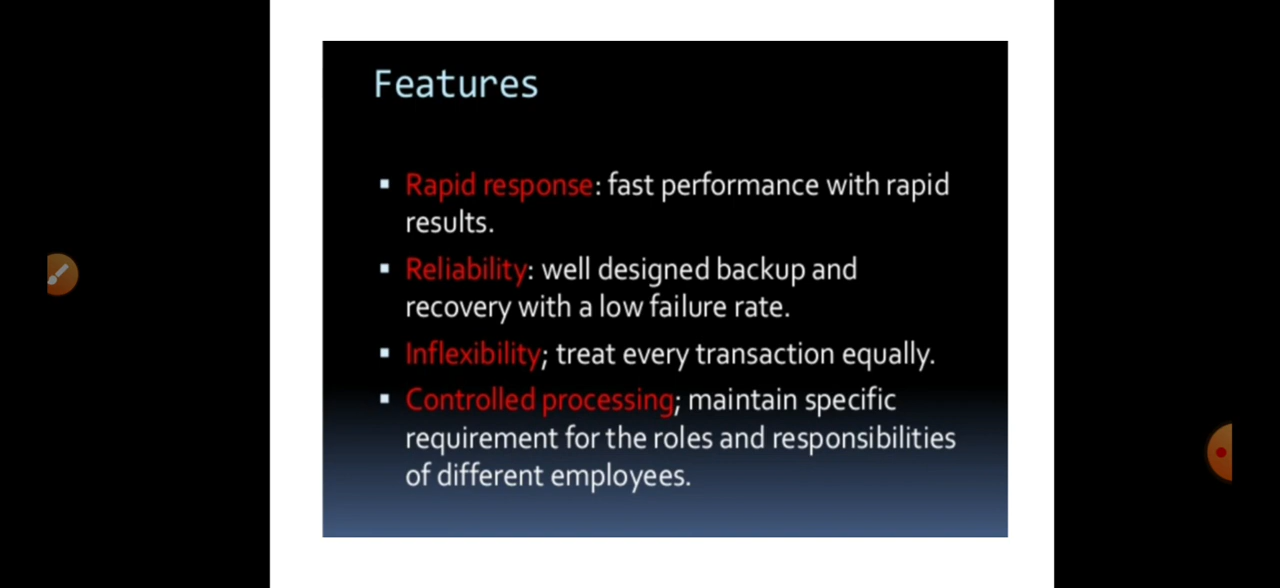 Features
▪ Rapid response: fast performance with rapid
results.
▪ Reliability: well designed backup and
recovery with a low failure rate.
▪ Inflexibility; treat every transaction equally.
▪ Controlled processing; maintain specific
requirement for the roles and responsibilities
of different employees.